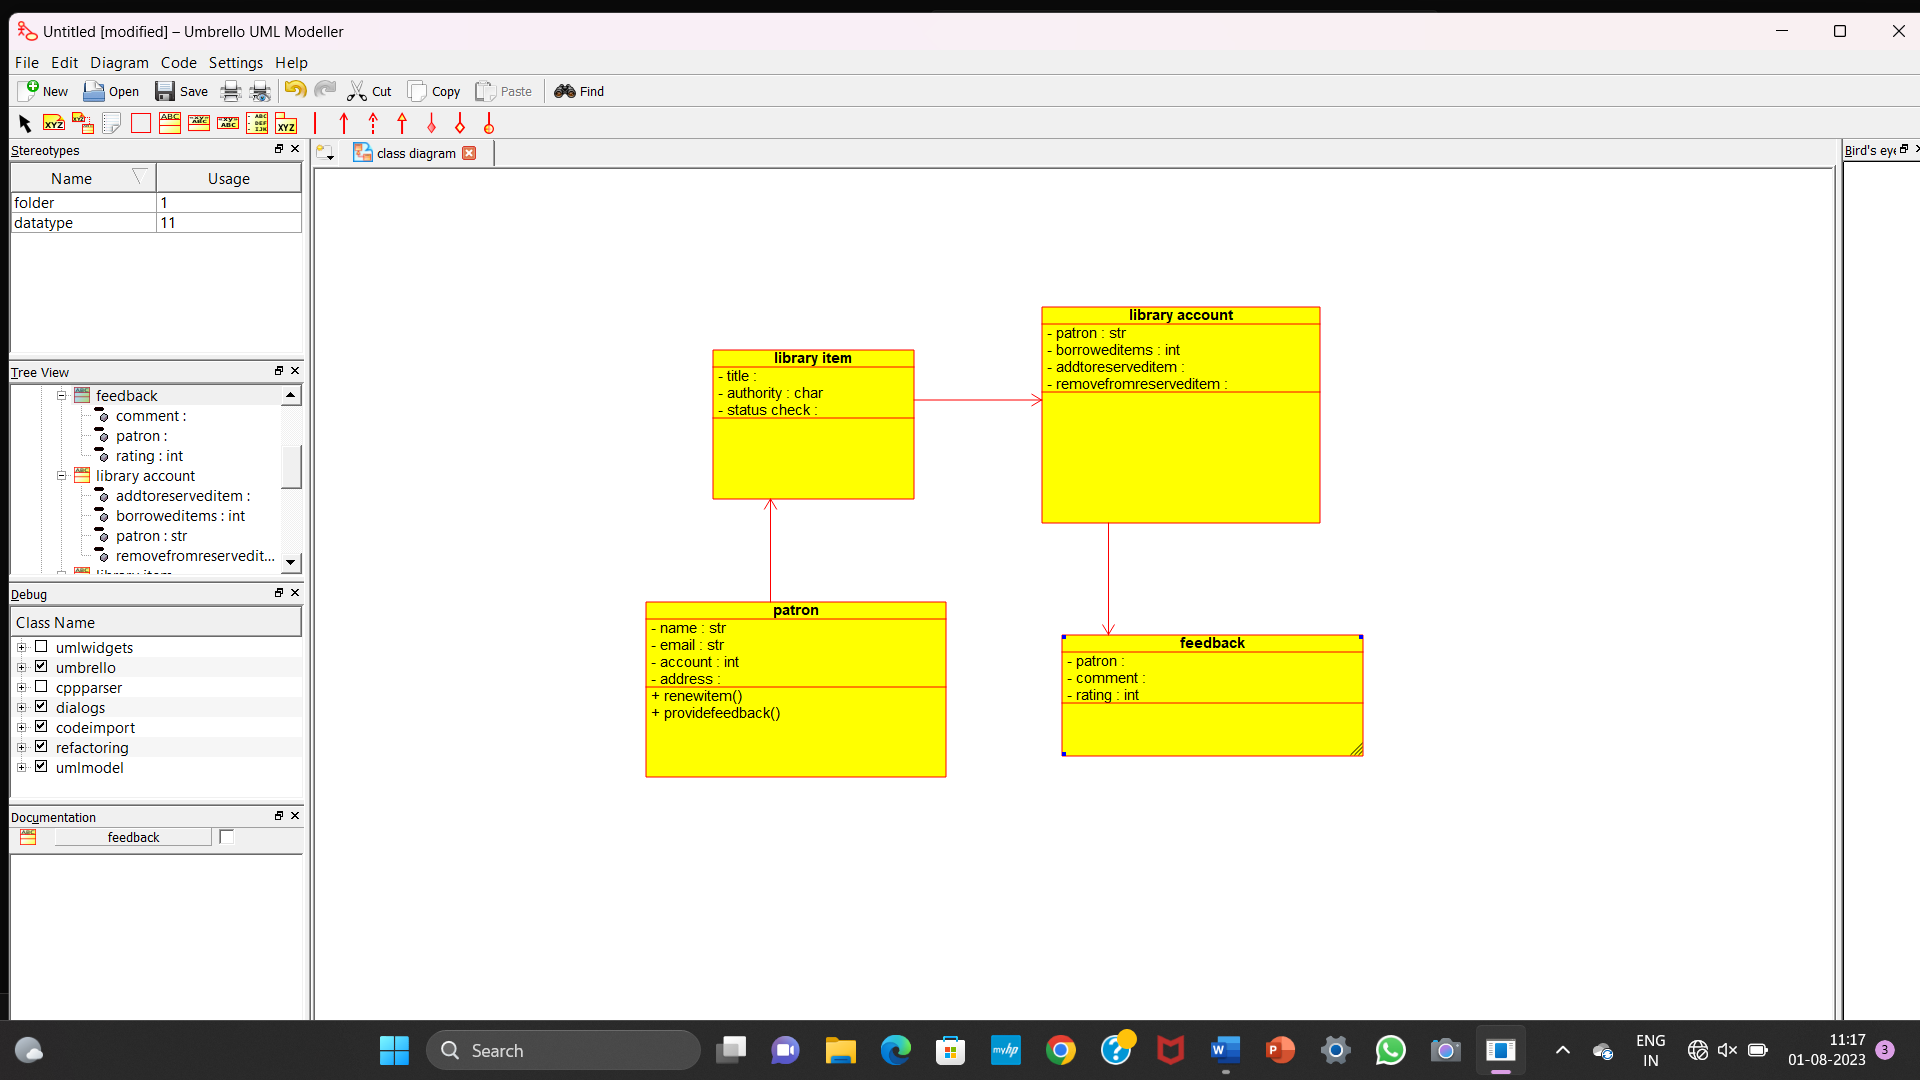 Untitled [modified] – Umbrello UML Modeller
File Edit Diagram Code Settings Help
New Open Save Cut Copy Paste Find
Stereotypes
Name Usage
folder 1
datatype 11
Tree View
feedback
comment :
patron :
rating : int
library account
addtoreserveditem :
borroweditems : int
patron : str
removefromreservedit...
Debug
Class Name
umlwidgets
umbrello
cppparser
dialogs
codeimport
refactoring
umlmodel
Documentation
feedback
class diagram
Bird's eye
library item
- title :
- authority : char
- status check :
library account
- patron : str
- borroweditems : int
- addtoreserveditem :
- removefromreserveditem :
patron
- name : str
- email : str
- account : int
- address :
+ renewitem()
+ providefeedback()
feedback
- patron :
- comment :
- rating : int
Search
ENG
IN
11:17
01-08-2023
3